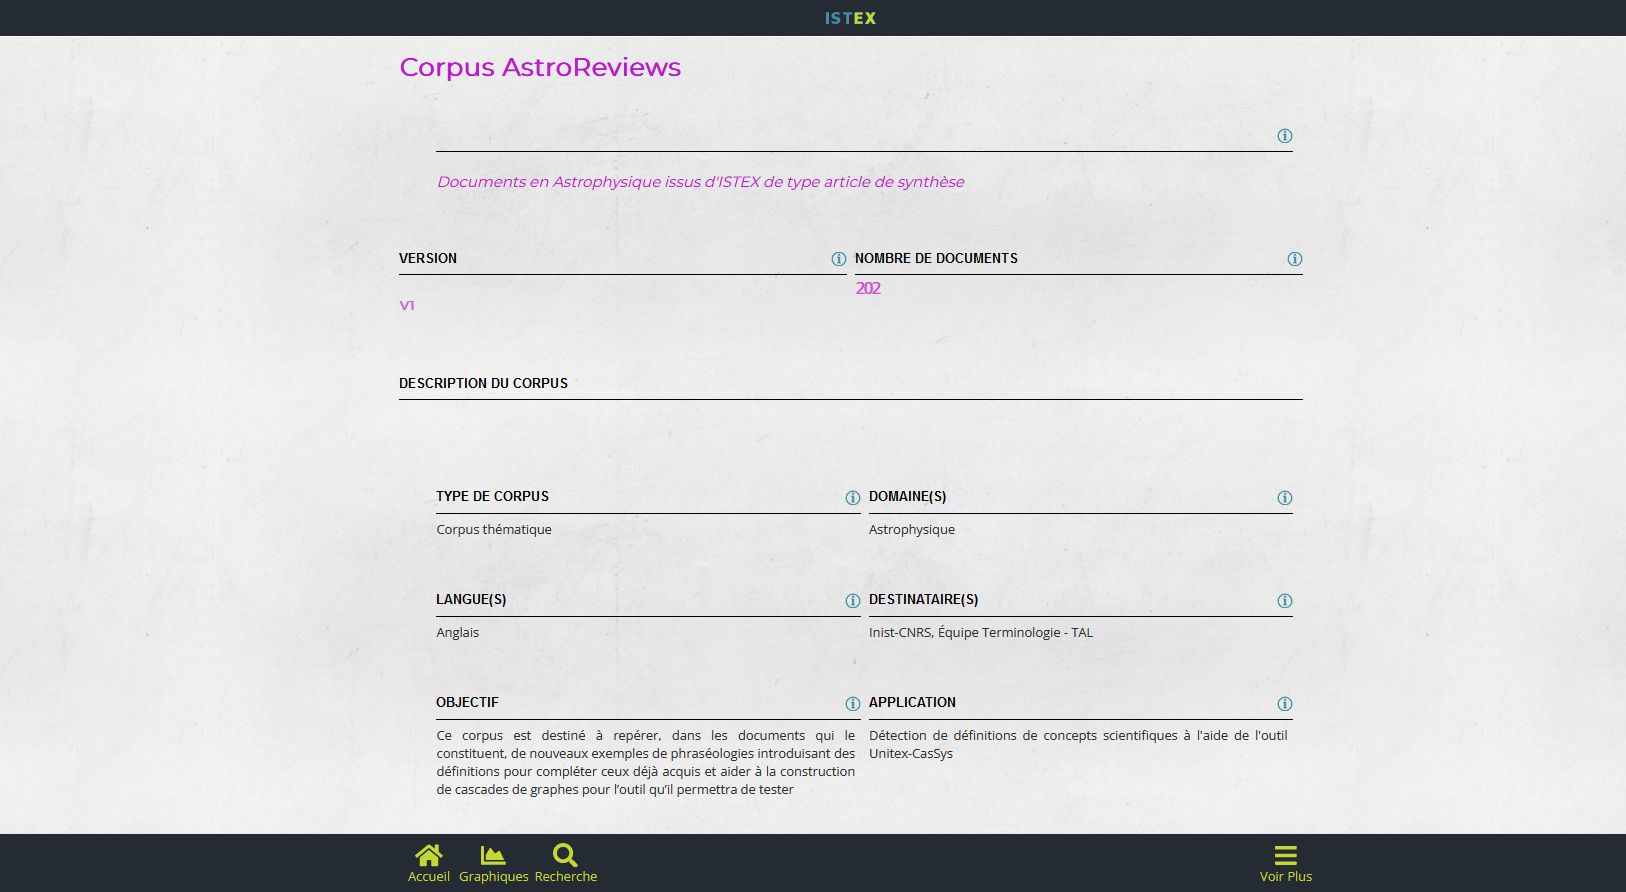 ISTEX
Corpus AstroReviews
Documents en Astrophysique issus d'ISTEX de type article de synthèse
VERSION
V1
NOMBRE DE DOCUMENTS
202
DESCRIPTION DU CORPUS
TYPE DE CORPUS
Corpus thématique
DOMAINE(S)
Astrophysique
LANGUE(S)
Anglais
DESTINATAIRE(S)
Inist-CNRS, Équipe Terminologie - TAL
OBJECTIF
Ce corpus est destiné à repérer, dans les documents qui le
constituent, de nouveaux exemples de phraséologies introduisant des
définitions pour compléter ceux déjà acquis et aider à la construction
de cascades de graphes pour l’outil qu’il permettra de tester
APPLICATION
Détection de définitions de concepts scientifiques à l'aide de l'outil
Unitex-CasSys
Accueil
Graphiques
Recherche
Voir Plus